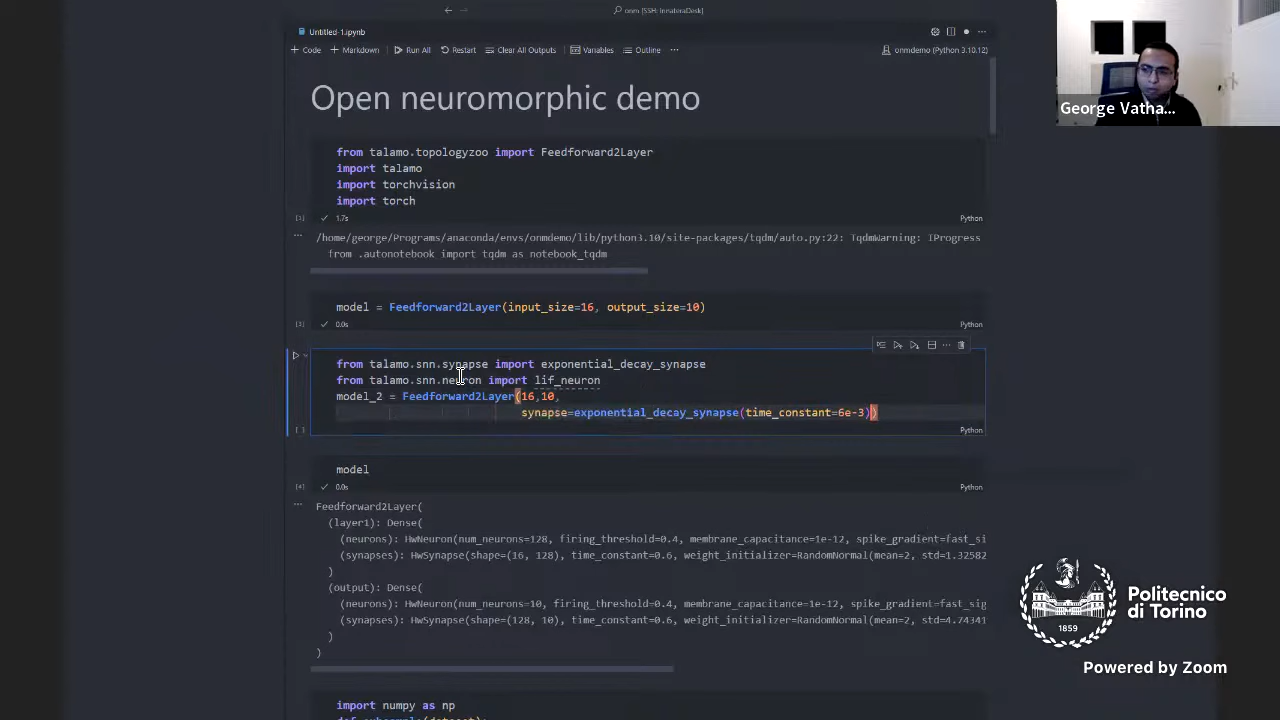 onm [SSH: InnateraDesk]
Untitled-1.ipynb
Code Markdown Run All Restart Clear All Outputs Variables Outline onmdemo (Python 3.10.12)
George Vatha...
Open neuromorphic demo
from talamo.topologyzoo import Feedforward2Layer
import talamo
import torchvision
import torch
[1] 1.7s Python
/home/george/Programs/anaconda/envs/onmdemo/lib/python3.10/site-packages/tqdm/auto.py:22: TqdmWarning: IProgress
from .autonotebook import tqdm as notebook_tqdm
model = Feedforward2Layer(input_size=16, output_size=10)
[3] 0.0s Python
from talamo.snn.synapse import exponential_decay_synapse
from talamo.snn.neuron import lif_neuron
model_2 = Feedforward2Layer(16,10,
synapse=exponential_decay_synapse(time_constant=6e-3))
[ ] Python
model
[4] 0.0s Python
Feedforward2Layer(
(layer1): Dense(
(neurons): HwNeuron(num_neurons=128, firing_threshold=0.4, membrane_capacitance=1e-12, spike_gradient=fast_si
(synapses): HwSynapse(shape=(16, 128), time_constant=0.6, weight_initializer=RandomNormal(mean=2, std=1.32582
)
(output): Dense(
(neurons): HwNeuron(num_neurons=10, firing_threshold=0.4, membrane_capacitance=1e-12, spike_gradient=fast_sig
(synapses): HwSynapse(shape=(128, 10), time_constant=0.6, weight_initializer=RandomNormal(mean=2, std=4.74341
)
)
import numpy as np
Politecnico
di Torino
1859
Powered by Zoom